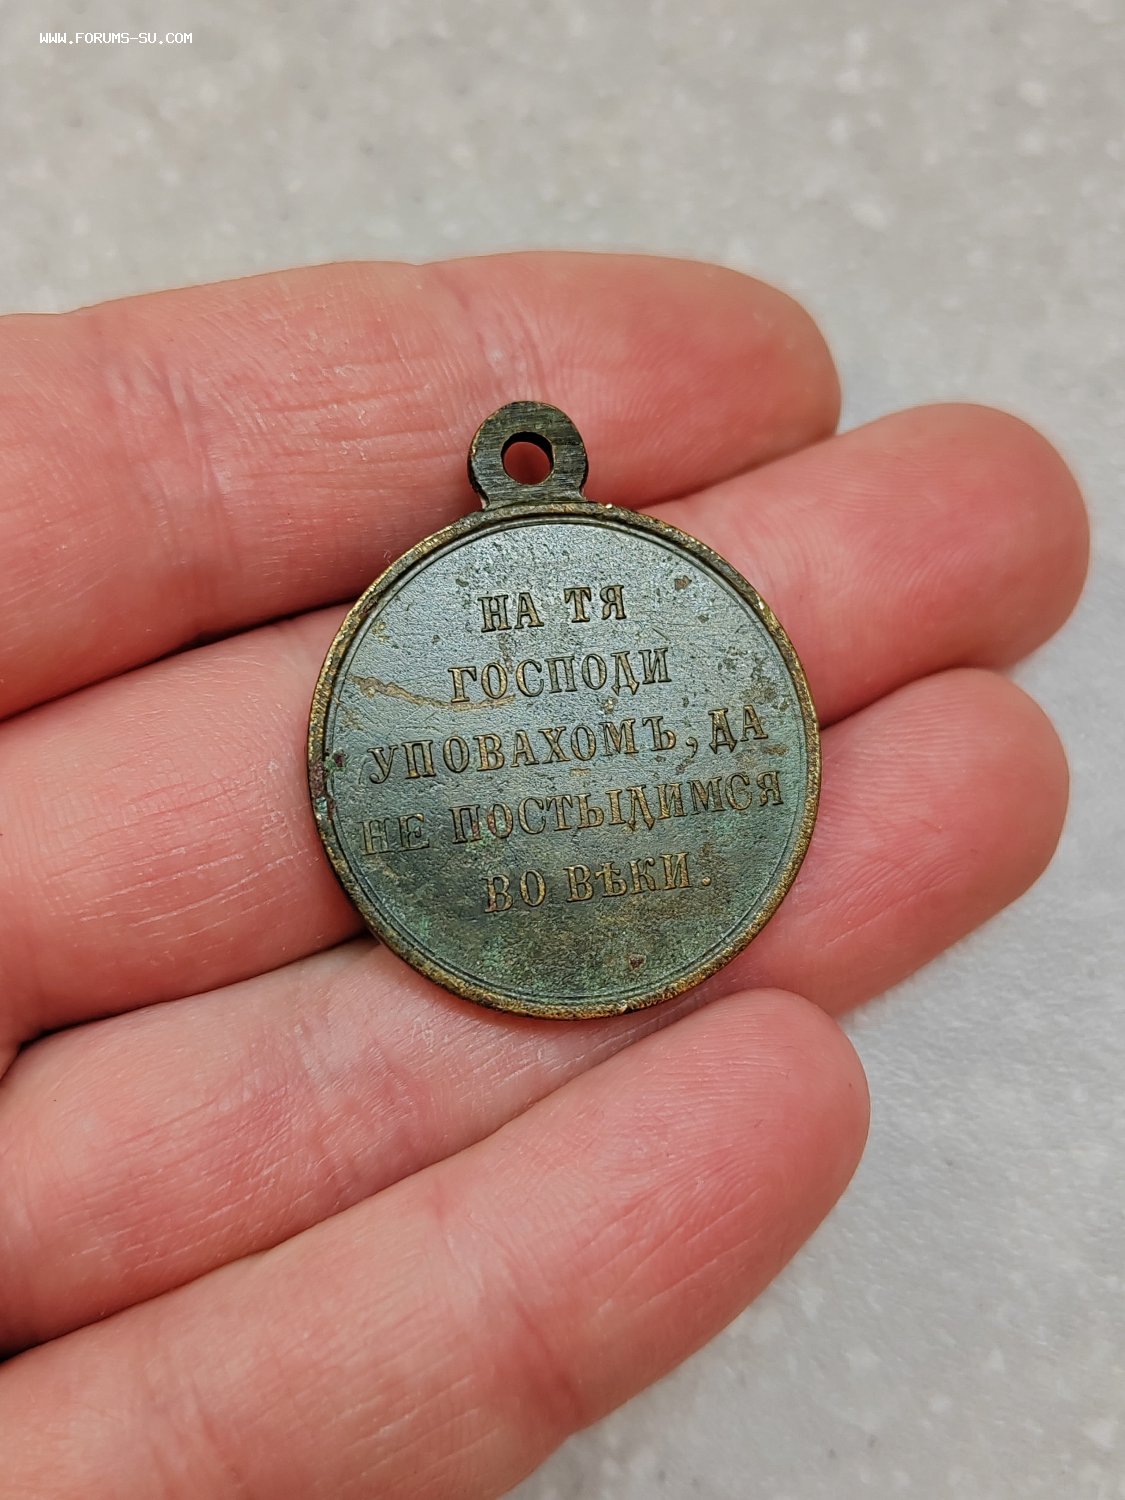 WWW.FORUMS-SU.COM
НА ТЯ
ГОСПОДИ
УПОВАХОМЪ, ДА
НЕ ПОСТЫДИМСЯ
ВО ВѢКИ.